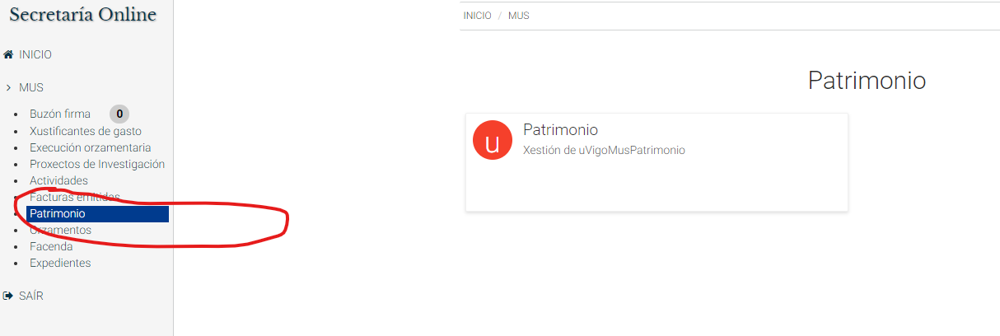 Secretaría Online
INICIO
MUS
Buzón firma 0
Xustificantes de gasto
Execución orzamentaria
Proxectos de Investigación
Actividades
Facturas emitidas
Patrimonio
Orzamentos
Facenda
Expedientes
SAÍR
INICIO / MUS
Patrimonio
u
Patrimonio
Xestión de uVigoMusPatrimonio